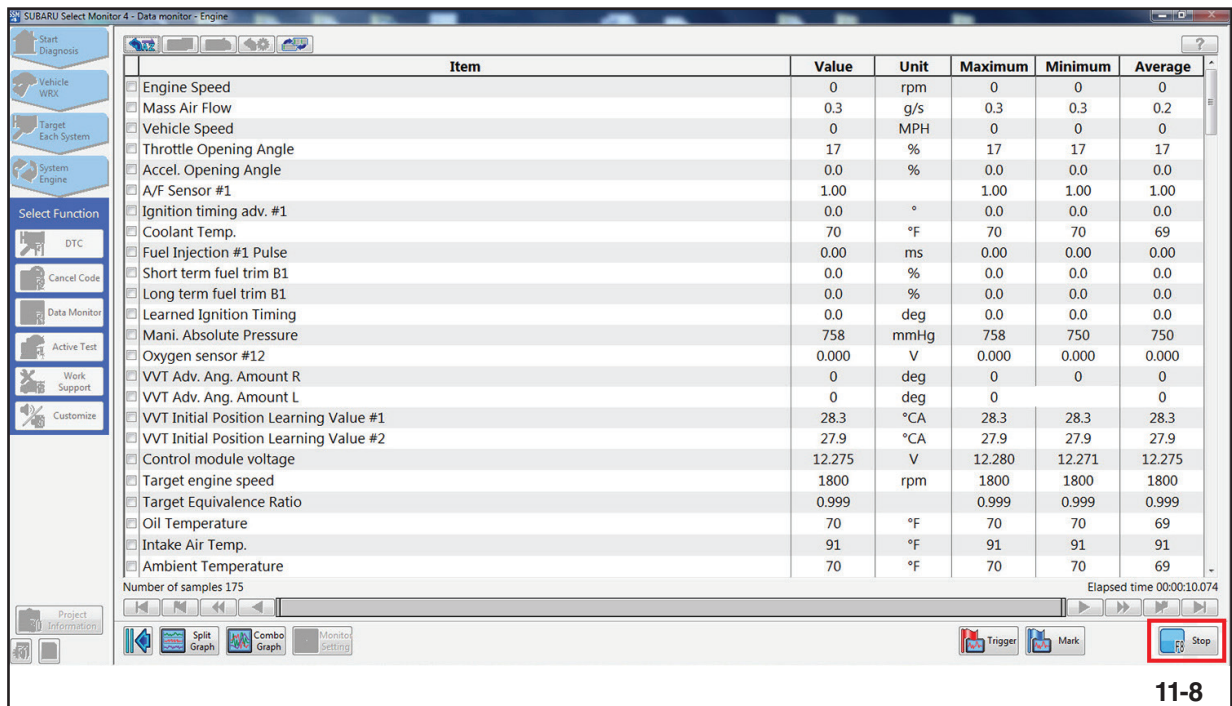 SUBARU Select Monitor 4 - Data monitor - Engine
Start
Diagnosis
Vehicle
WRX
Target
Each System
System
Engine
Select Function
DTC
Cancel Code
Data Monitor
Active Test
Work
Support
Customize
Project
Information
?
Item Value Unit Maximum Minimum Average
Engine Speed 0 rpm 0 0 0
Mass Air Flow 0.3 g/s 0.3 0.3 0.2
Vehicle Speed 0 MPH 0 0 0
Throttle Opening Angle 17 % 17 17 17
Accel. Opening Angle 0.0 % 0.0 0.0 0.0
A/F Sensor #1 1.00 1.00 1.00 1.00
Ignition timing adv. #1 0.0 ° 0.0 0.0 0.0
Coolant Temp. 70 °F 70 70 69
Fuel Injection #1 Pulse 0.00 ms 0.00 0.00 0.00
Short term fuel trim B1 0.0 % 0.0 0.0 0.0
Long term fuel trim B1 0.0 % 0.0 0.0 0.0
Learned Ignition Timing 0.0 deg 0.0 0.0 0.0
Mani. Absolute Pressure 758 mmHg 758 750 750
Oxygen sensor #12 0.000 V 0.000 0.000 0.000
VVT Adv. Ang. Amount R 0 deg 0 0 0
VVT Adv. Ang. Amount L 0 deg 0 0
VVT Initial Position Learning Value #1 28.3 °CA 28.3 28.3 28.3
VVT Initial Position Learning Value #2 27.9 °CA 27.9 27.9 27.9
Control module voltage 12.275 V 12.280 12.271 12.275
Target engine speed 1800 rpm 1800 1800 1800
Target Equivalence Ratio 0.999 0.999 0.999 0.999
Oil Temperature 70 °F 70 70 69
Intake Air Temp. 91 °F 91 91 91
Ambient Temperature 70 °F 70 70 69
Number of samples 175 Elapsed time 00:00:10.074
Split
Graph
Combo
Graph
Monitor
Setting
Trigger
Mark
F8 Stop
11-8